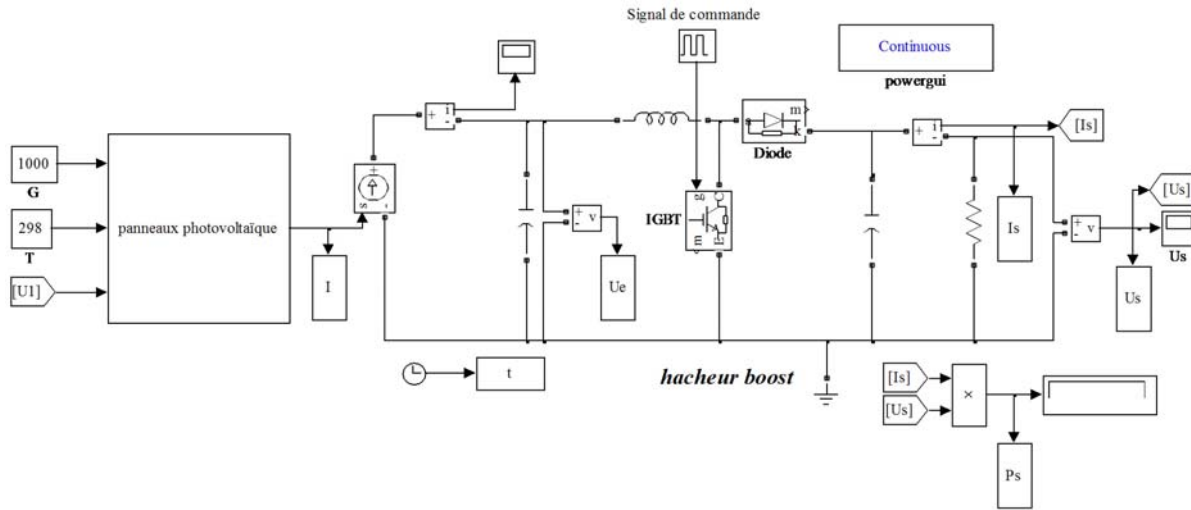 Signal de commande
Continuous
powergui
i
+
-
m
a
k
Diode
+
i
-
[Is]
1000
G
298
T
[U1]
panneaux photovoltaïque
I
+
s
-
+
-
v
Ue
IGBT
g
C
m
E
Is
+
-
v
[Us]
Us
Us
t
hacheur boost
[Is]
[Us]
×
Ps